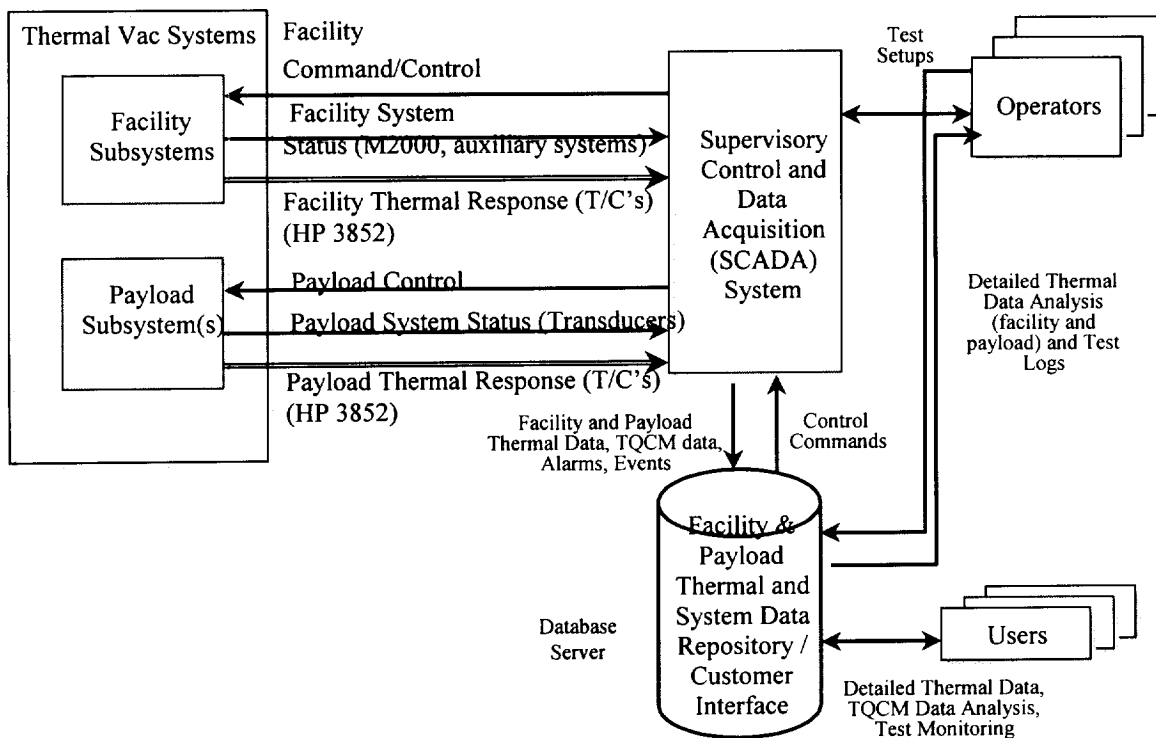 Thermal Vac Systems
Facility
Subsystems
Payload
Subsystem(s)
Facility
Command/Control
Facility System
Status (M2000, auxiliary systems)
Facility Thermal Response (T/C's)
(HP 3852)
Payload Control
Payload System Status (Transducers)
Payload Thermal Response (T/C's)
(HP 3852)
Supervisory
Control and
Data
Acquisition
(SCADA)
System
Test
Setups
Operators
Detailed Thermal
Data Analysis
(facility and
payload) and Test
Logs
Facility and Payload
Thermal Data, TQCM data,
Alarms, Events
Control
Commands
Database
Server
Facility &
Payload
Thermal and
System Data
Repository /
Customer
Interface
Users
Detailed Thermal Data,
TQCM Data Analysis,
Test Monitoring